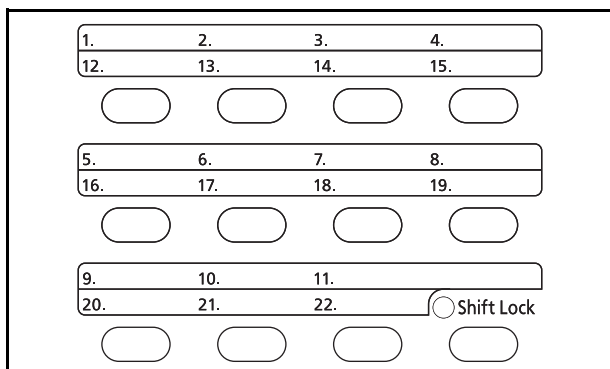 1. 2. 3. 4.
12. 13. 14. 15.
5. 6. 7. 8.
16. 17. 18. 19.
9. 10. 11.
20. 21. 22. Shift Lock